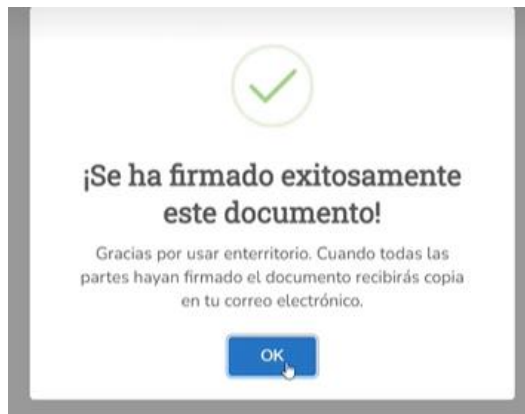 ¡Se ha firmado exitosamente
este documento!
Gracias por usar enterritorio. Cuando todas las
partes hayan firmado el documento recibirás copia
en tu correo electrónico.
OK